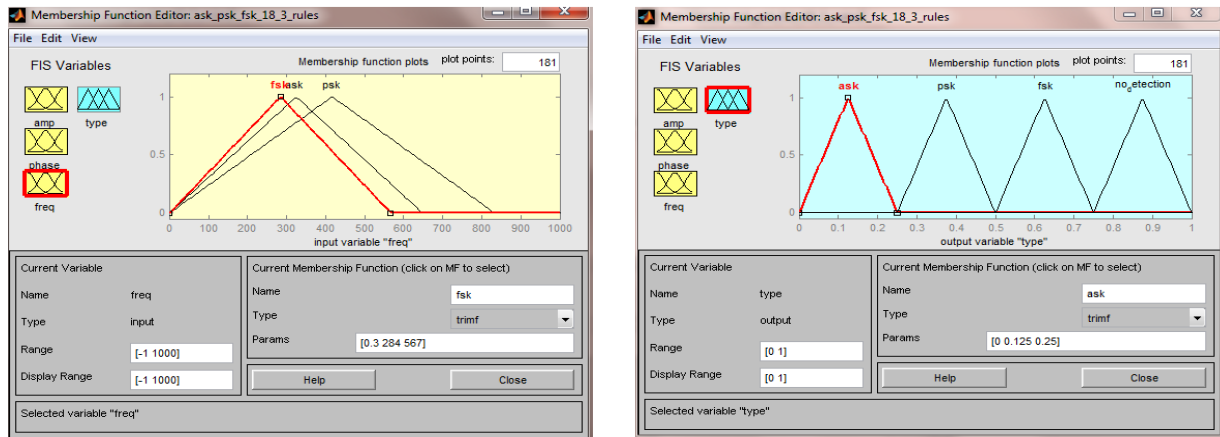 Membership Function Editor: ask_psk_fsk_18_3_rules
File Edit View
FIS Variables
Membership function plots plot points: 181
amp
type
phase
freq
fsk ask psk
1
0.5
0
0 100 200 300 400 500 600 700 800 900 1000
input variable "freq"
Current Variable
Name freq
Type input
Range [-1 1000]
Display Range [-1 1000]
Current Membership Function (click on MF to select)
Name fsk
Type trimf
Params [0.3 284 567]
Help Close
Selected variable "freq"
Membership Function Editor: ask_psk_fsk_18_3_rules
File Edit View
FIS Variables
Membership function plots plot points: 181
amp
type
phase
freq
ask psk fsk no_detection
1
0.5
0
0 0.1 0.2 0.3 0.4 0.5 0.6 0.7 0.8 0.9 1
output variable "type"
Current Variable
Name type
Type output
Range [0 1]
Display Range [0 1]
Current Membership Function (click on MF to select)
Name ask
Type trimf
Params [0 0.125 0.25]
Help Close
Selected variable "type"